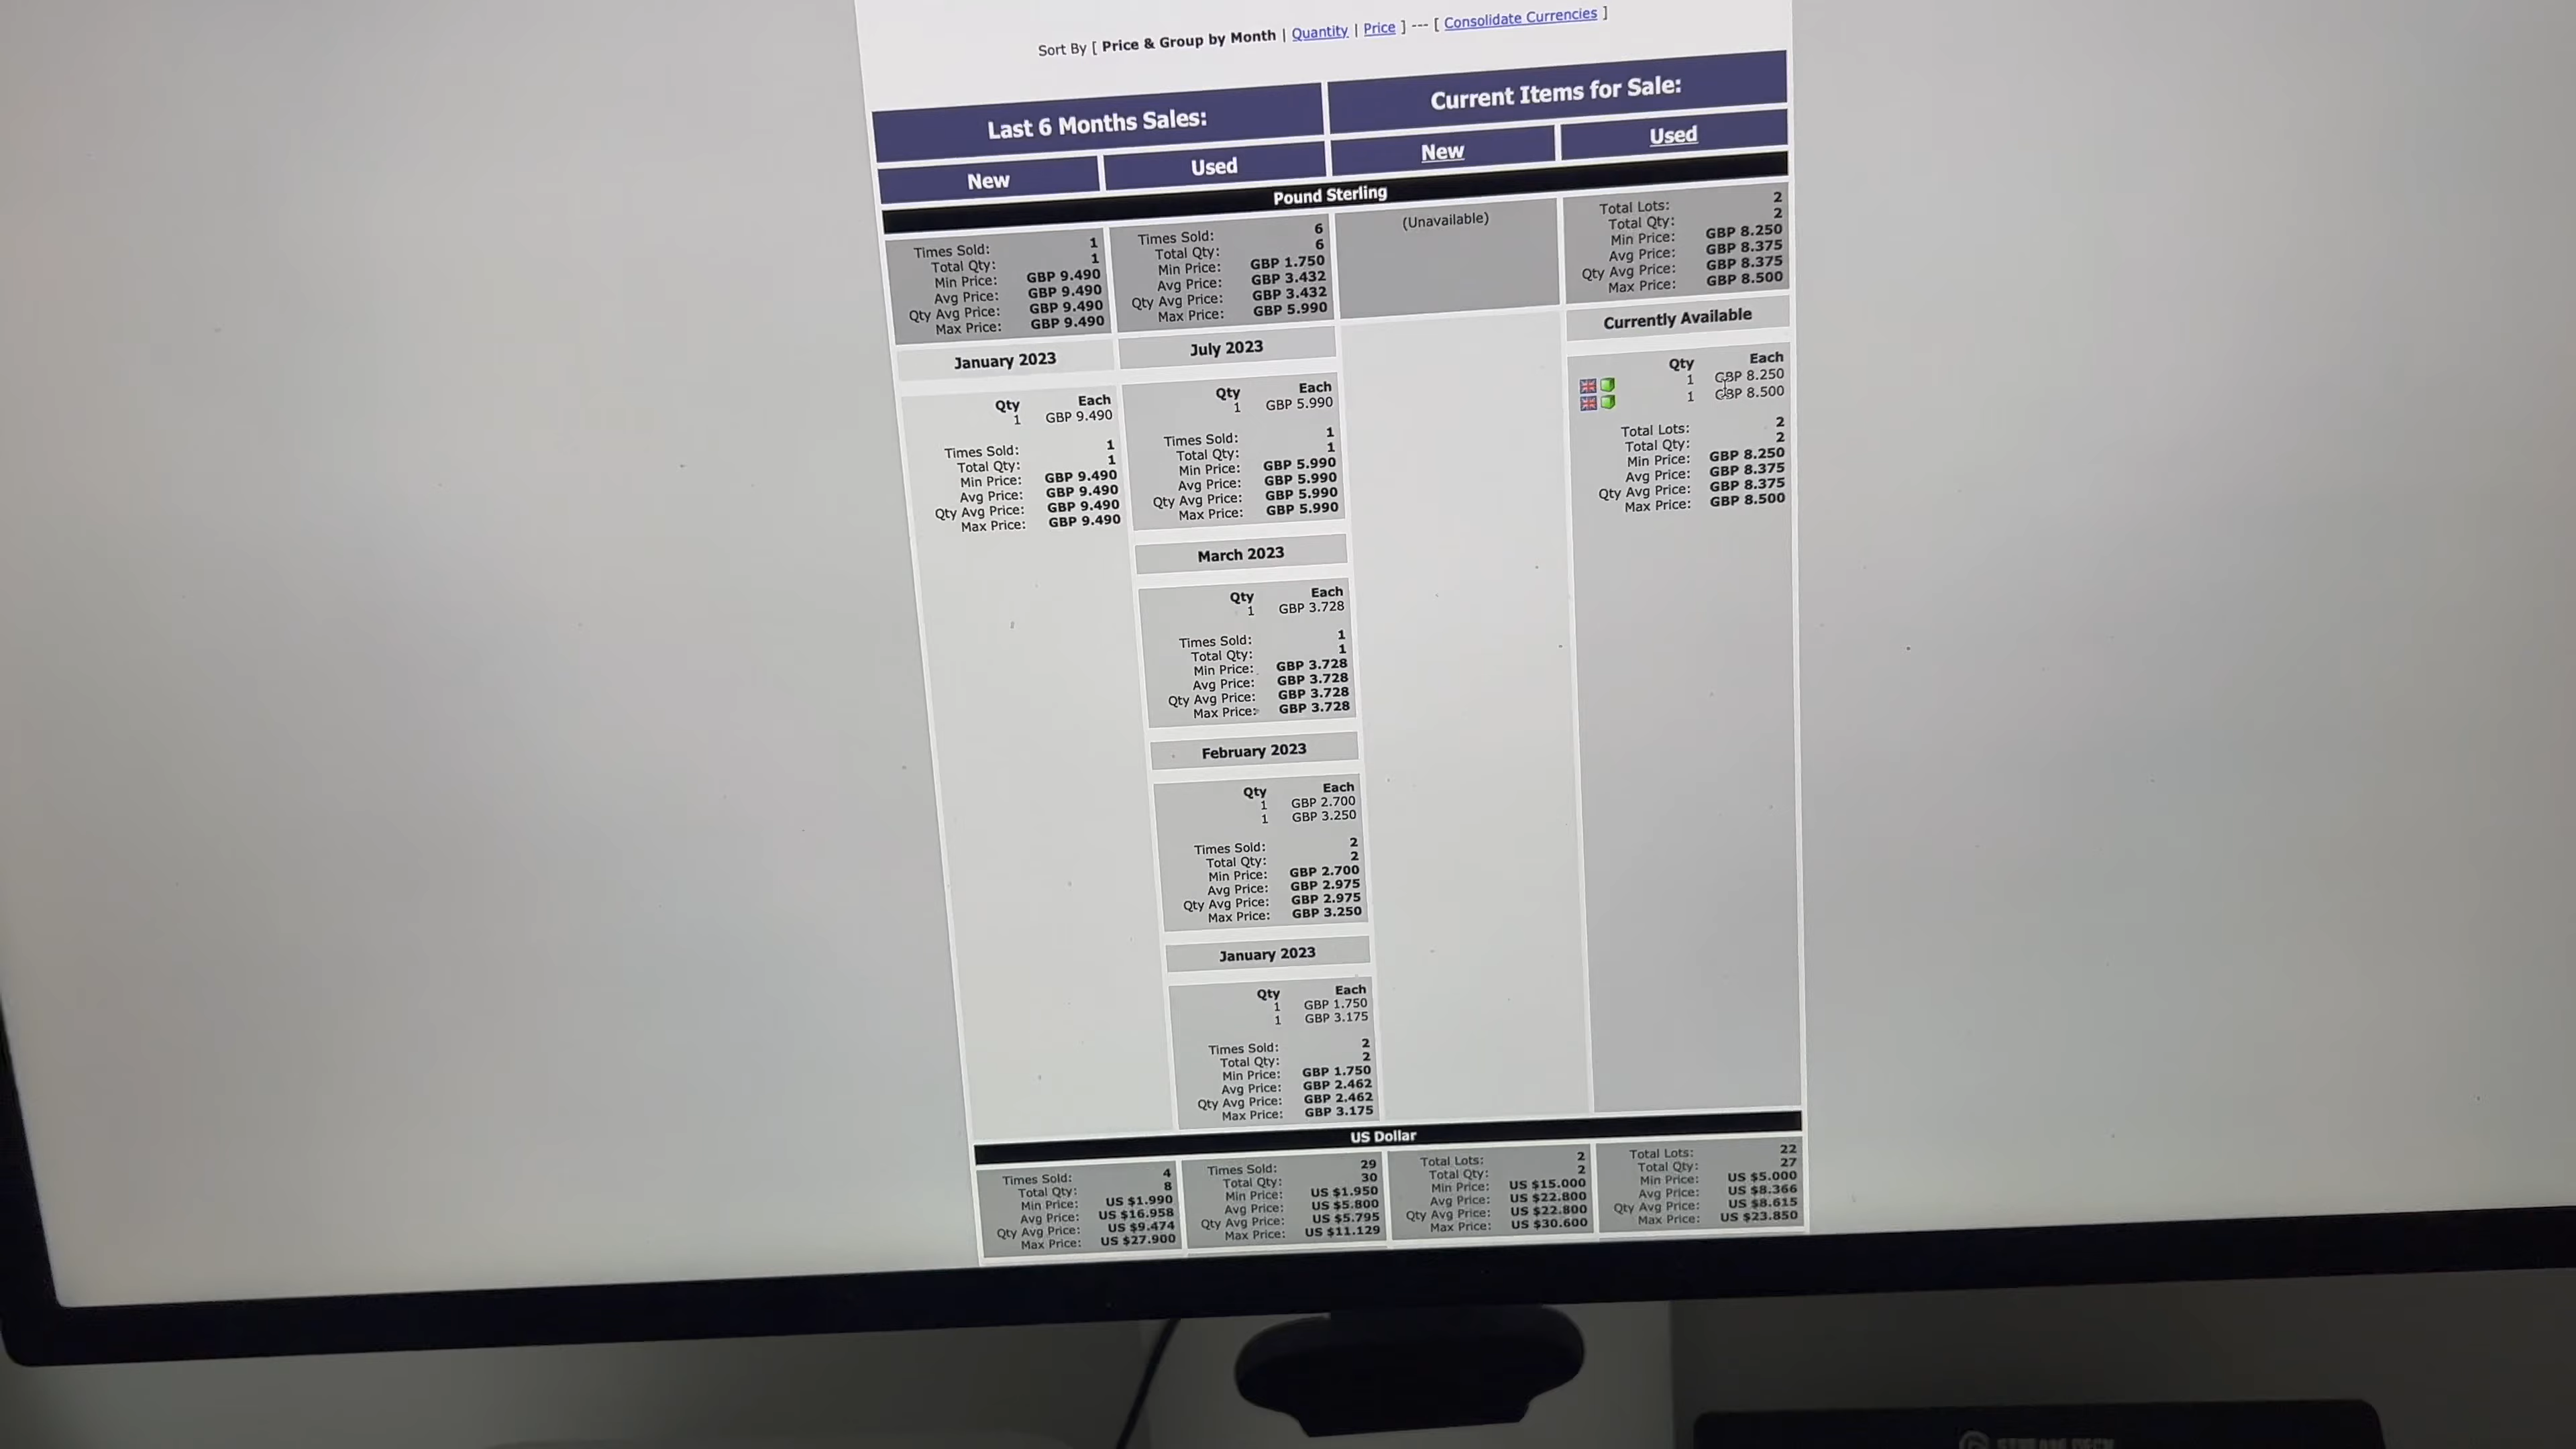 Sort By [ Price & Group by Month | Quantity | Price ] --- [ Consolidate Currencies ]
Last 6 Months Sales:
Current Items for Sale:
New
Used
New
Used
Pound Sterling
Times Sold: 1
Total Qty: 1
Min Price: GBP 9.490
Avg Price: GBP 9.490
Qty Avg Price: GBP 9.490
Max Price: GBP 9.490
Times Sold: 6
Total Qty: 6
Min Price: GBP 1.750
Avg Price: GBP 3.432
Qty Avg Price: GBP 3.432
Max Price: GBP 5.990
(Unavailable)
Total Lots: 2
Total Qty: 2
Min Price: GBP 8.250
Avg Price: GBP 8.375
Qty Avg Price: GBP 8.375
Max Price: GBP 8.500
January 2023
Qty Each
1 GBP 9.490
Times Sold: 1
Total Qty: 1
Min Price: GBP 9.490
Avg Price: GBP 9.490
Qty Avg Price: GBP 9.490
Max Price: GBP 9.490
July 2023
Qty Each
1 GBP 5.990
Times Sold: 1
Total Qty: 1
Min Price: GBP 5.990
Avg Price: GBP 5.990
Qty Avg Price: GBP 5.990
Max Price: GBP 5.990
March 2023
Qty Each
1 GBP 3.728
Times Sold: 1
Total Qty: 1
Min Price: GBP 3.728
Avg Price: GBP 3.728
Qty Avg Price: GBP 3.728
Max Price: GBP 3.728
February 2023
Qty Each
1 GBP 2.700
1 GBP 3.250
Times Sold: 2
Total Qty: 2
Min Price: GBP 2.700
Avg Price: GBP 2.975
Qty Avg Price: GBP 2.975
Max Price: GBP 3.250
January 2023
Qty Each
1 GBP 1.750
1 GBP 3.175
Times Sold: 2
Total Qty: 2
Min Price: GBP 1.750
Avg Price: GBP 2.462
Qty Avg Price: GBP 2.462
Max Price: GBP 3.175
Currently Available
Qty Each
1 GBP 8.250
1 GBP 8.500
Total Lots: 2
Total Qty: 2
Min Price: GBP 8.250
Avg Price: GBP 8.375
Qty Avg Price: GBP 8.375
Max Price: GBP 8.500
US Dollar
Times Sold: 4
Total Qty: 8
Min Price: US $1.990
Avg Price: US $16.958
Qty Avg Price: US $9.474
Max Price: US $27.900
Times Sold: 29
Total Qty: 30
Min Price: US $1.950
Avg Price: US $5.800
Qty Avg Price: US $5.795
Max Price: US $11.129
Total Lots: 2
Total Qty: 2
Min Price: US $15.000
Avg Price: US $22.800
Qty Avg Price: US $22.800
Max Price: US $30.600
Total Lots: 22
Total Qty: 27
Min Price: US $5.000
Avg Price: US $8.366
Qty Avg Price: US $8.615
Max Price: US $23.850